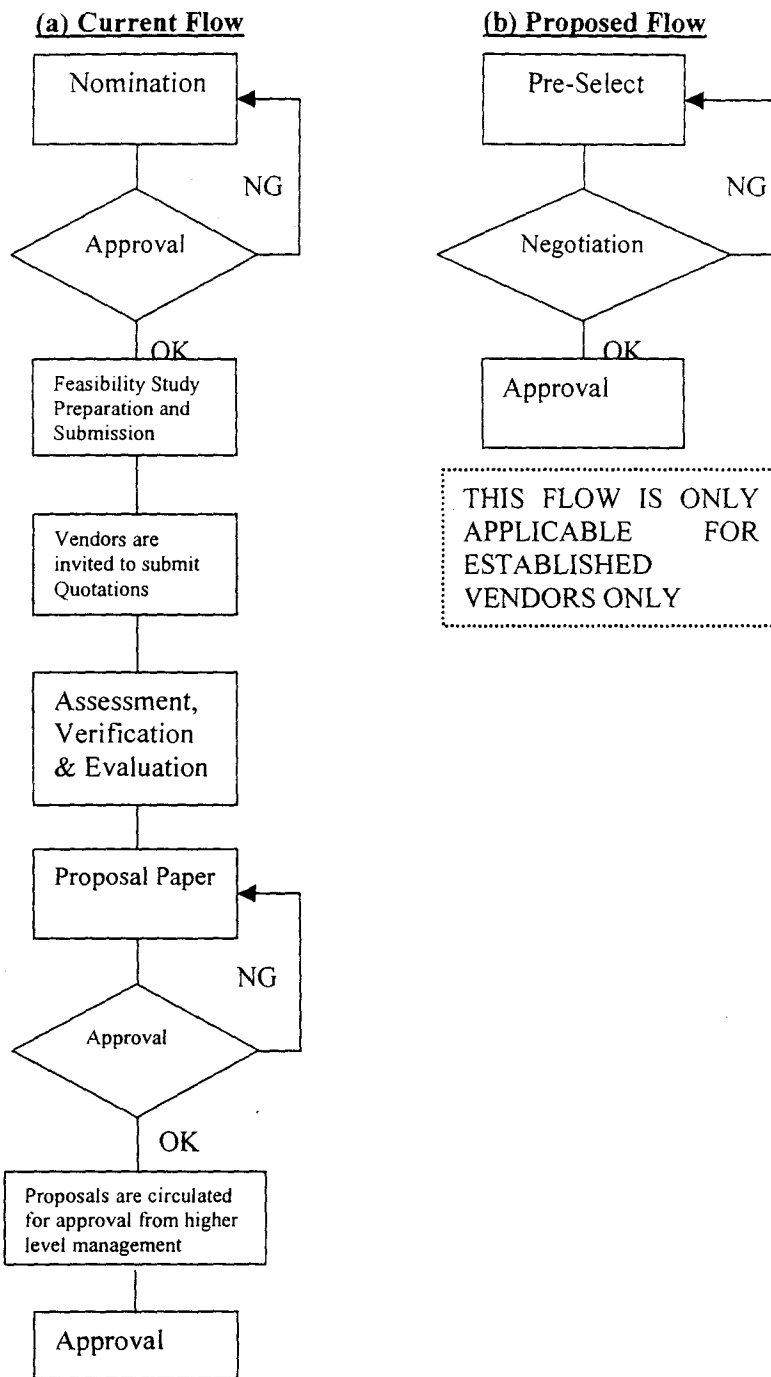 (a) Current Flow
Nomination
NG
Approval
OK
Feasibility Study
Preparation and
Submission
Vendors are
invited to submit
Quotations
Assessment,
Verification
& Evaluation
Proposal Paper
NG
Approval
OK
Proposals are circulated
for approval from higher
level management
Approval
(b) Proposed Flow
Pre-Select
NG
Negotiation
OK
Approval
THIS FLOW IS ONLY
APPLICABLE FOR
ESTABLISHED
VENDORS ONLY